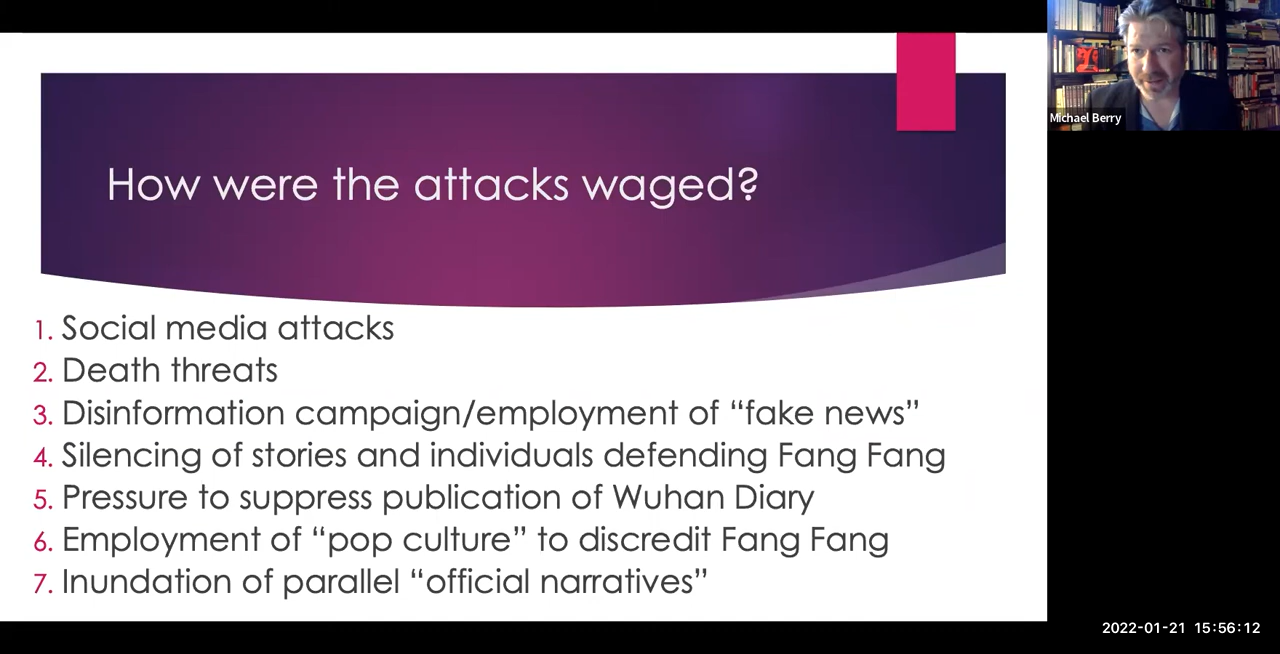 How were the attacks waged?
1. Social media attacks
2. Death threats
3. Disinformation campaign/employment of “fake news”
4. Silencing of stories and individuals defending Fang Fang
5. Pressure to suppress publication of Wuhan Diary
6. Employment of “pop culture” to discredit Fang Fang
7. Inundation of parallel “official narratives”
Michael Berry
2022-01-21 15:56:12